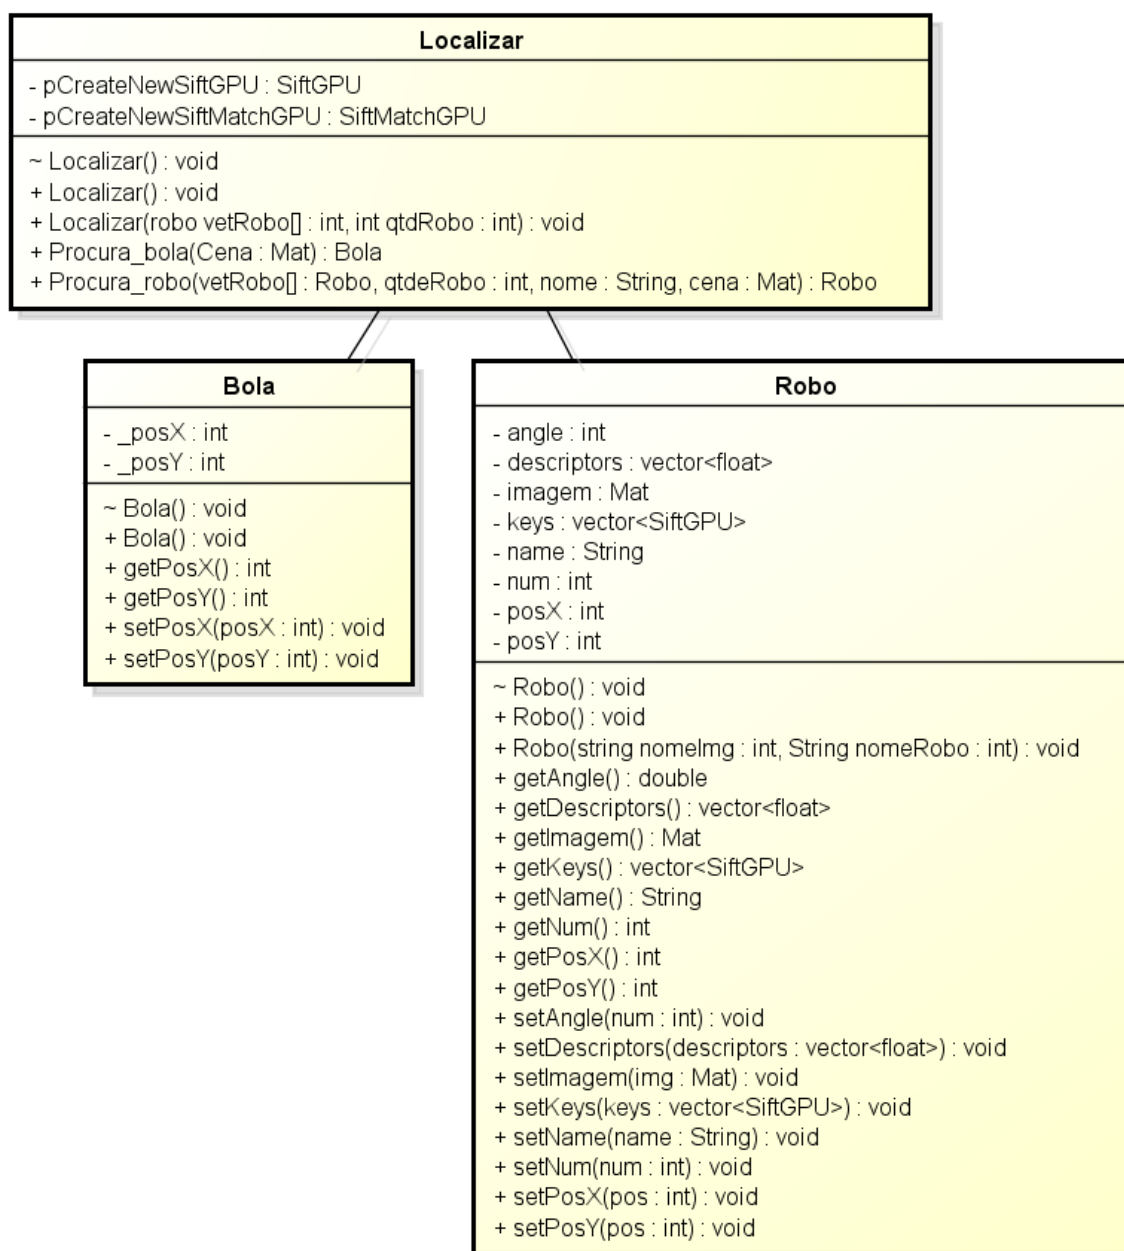 Localizar
- pCreateNewSiftGPU : SiftGPU
- pCreateNewSiftMatchGPU : SiftMatchGPU
~ Localizar() : void
+ Localizar() : void
+ Localizar(robo vetRobo[] : int, int qtdRobo : int) : void
+ Procura_bola(Cena : Mat) : Bola
+ Procura_robo(vetRobo[] : Robo, qtdeRobo : int, nome : String, cena : Mat) : Robo
Bola
- _posX : int
- _posY : int
~ Bola() : void
+ Bola() : void
+ getPosX() : int
+ getPosY() : int
+ setPosX(posX : int) : void
+ setPosY(posY : int) : void
Robo
- angle : int
- descriptors : vector<float>
- imagem : Mat
- keys : vector<SiftGPU>
- name : String
- num : int
- posX : int
- posY : int
~ Robo() : void
+ Robo() : void
+ Robo(string nomeImg : int, String nomeRobo : int) : void
+ getAngle() : double
+ getDescriptors() : vector<float>
+ getImagem() : Mat
+ getKeys() : vector<SiftGPU>
+ getName() : String
+ getNum() : int
+ getPosX() : int
+ getPosY() : int
+ setAngle(num : int) : void
+ setDescriptors(descriptors : vector<float>) : void
+ setImagem(img : Mat) : void
+ setKeys(keys : vector<SiftGPU>) : void
+ setName(name : String) : void
+ setNum(num : int) : void
+ setPosX(pos : int) : void
+ setPosY(pos : int) : void